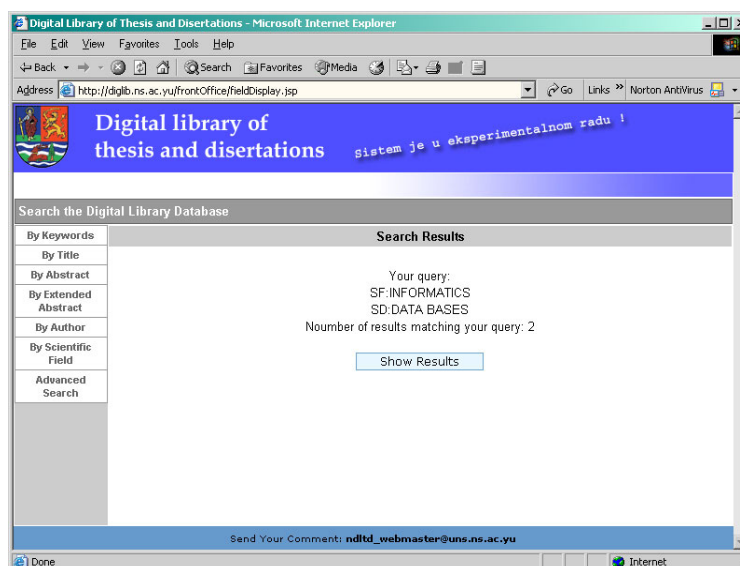 Digital Library of Thesis and Disertations - Microsoft Internet Explorer
File Edit View Favorites Tools Help
Back Search Favorites Media
Address http://diglib.ns.ac.yu/frontOffice/fieldDisplay.jsp Go Links » Norton AntiVirus
Digital library of
thesis and disertations
Sistem je u eksperimentalnom radu !
Search the Digital Library Database
By Keywords
By Title
By Abstract
By Extended
Abstract
By Author
By Scientific
Field
Advanced
Search
Search Results
Your query:
SF:INFORMATICS
SD:DATA BASES
Noumber of results matching your query: 2
Show Results
Send Your Comment: ndltd_webmaster@uns.ns.ac.yu
Done Internet